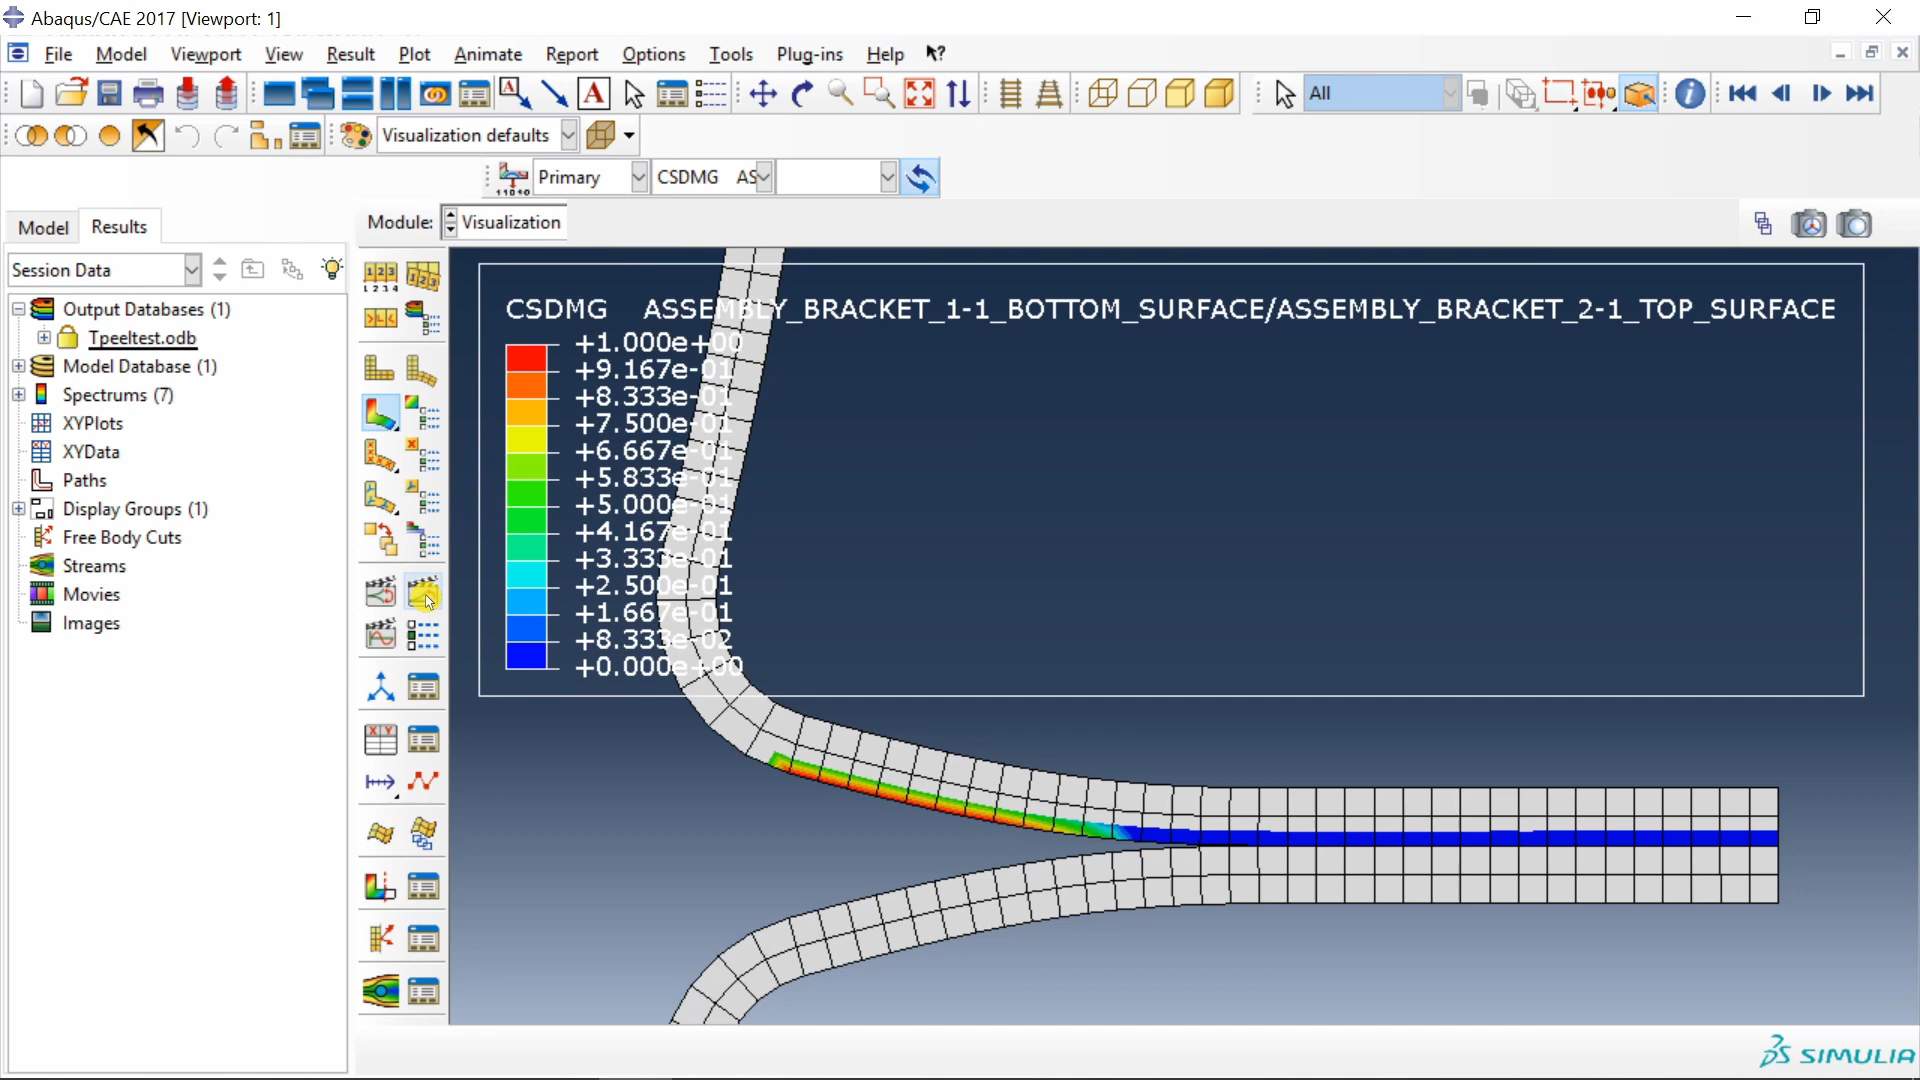 Abaqus/CAE 2017 [Viewport: 1]
File Model Viewport View Result Plot Animate Report Options Tools Plug-ins Help
All
Visualization defaults
Primary CSDMG AS
Model Results
Module: Visualization
Session Data
Output Databases (1)
Tpeeltest.odb
Model Database (1)
Spectrums (7)
XYPlots
XYData
Paths
Display Groups (1)
Free Body Cuts
Streams
Movies
Images
CSDMG ASSEMBLY_BRACKET_1-1_BOTTOM_SURFACE/ASSEMBLY_BRACKET_2-1_TOP_SURFACE
+1.000e+00
+9.167e-01
+8.333e-01
+7.500e-01
+6.667e-01
+5.833e-01
+5.000e-01
+4.167e-01
+3.333e-01
+2.500e-01
+1.667e-01
+8.333e-02
+0.000e+00
SIMULIA